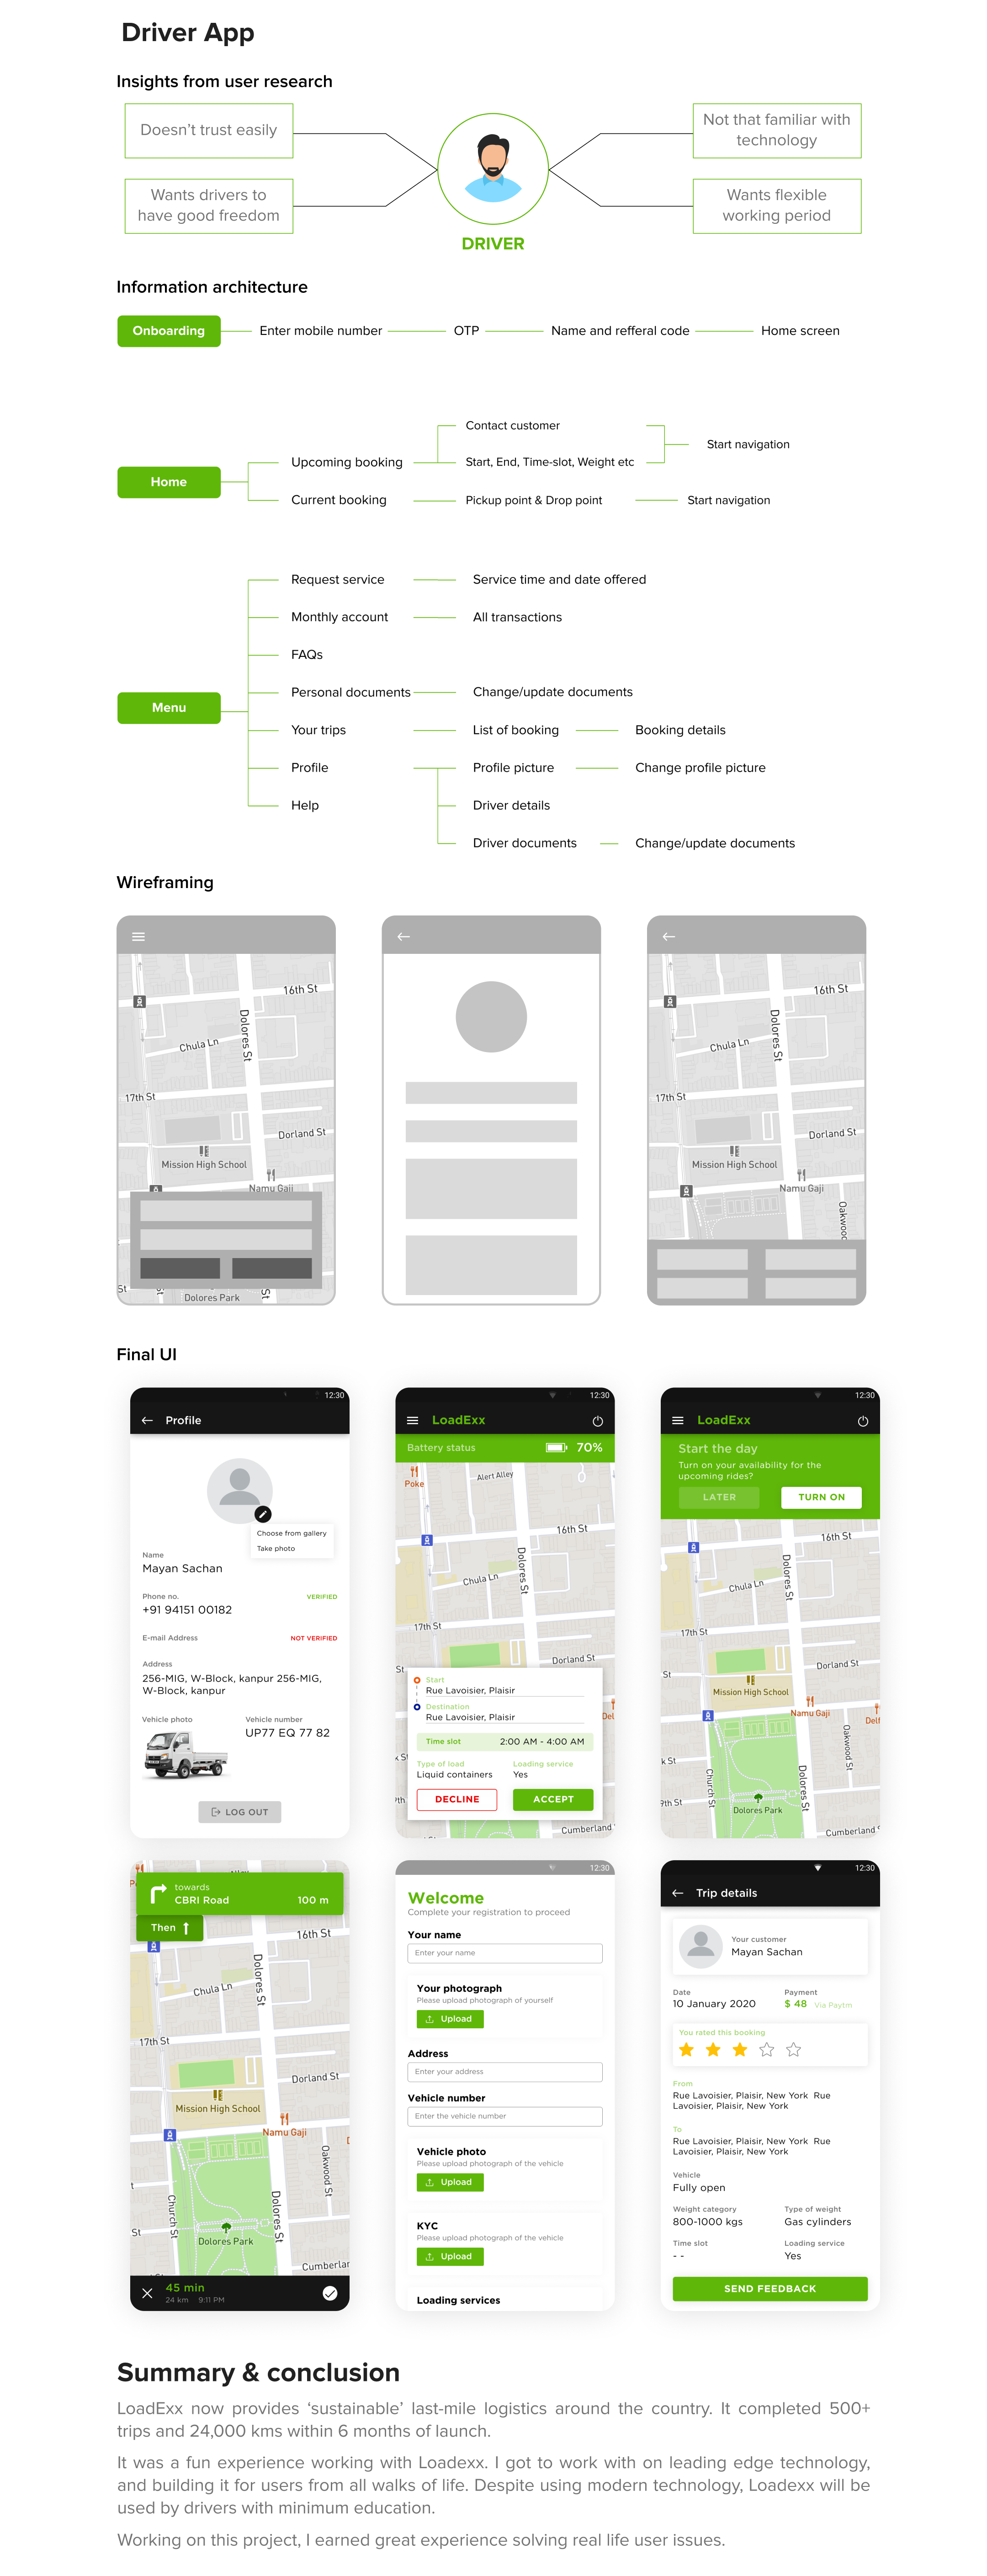 Driver App
Insights from user research
Doesn't trust easily
Not that familiar with
technology
Wants drivers to
have good freedom
Wants flexible
working period
DRIVER
Information architecture
Onboarding
Enter mobile number
OTP
Name and refferal code
Home screen
Contact customer
Start navigation
Upcoming booking
Start, End, Time-slot, Weight etc
Home
Current booking
Pickup point & Drop point
Start navigation
Request service
Service time and date offered
Monthly account
All transactions
FAQs
Personal documents
Change/update documents
Menu
Your trips
List of booking
Booking details
Profile
Profile picture
Change profile picture
Help
Driver details
Driver documents
Change/update documents
Wireframing
16th St
Dolores St
Chula Ln
17th St
Dorland St
Mission High School
Namu Gaji
St
St
St
Dolores Park
16th St
Dolores St
Chula Ln
17th St
Dorland St
Mission High School
Namu Gaji
Oakwood
Final UI
12:30
Profile
Choose from gallery
Take photo
Name
Mayan Sachan
Phone no.
VERIFIED
+91 94151 00182
E-mail Address
NOT VERIFIED
Address
256-MIG, W-Block, kanpur 256-MIG,
W-Block, kanpur
Vehicle photo
Vehicle number
UP77 EQ 77 82
LOG OUT
12:30
LoadExx
Battery status
70%
Poke
Alert Alley
16th St
Dolores St
Chula Ln
17th St
Dorland St
St
Start
Rue Lavoisier, Plaisir
Destination
Rue Lavoisier, Plaisir
Del
Time slot
2:00 AM - 4:00 AM
Type of load
Loading service
Liquid containers
Yes
DECLINE
ACCEPT
9th
Cumberland
12:30
LoadExx
Start the day
Turn on your availability for the
upcoming rides?
LATER
TURN ON
16th St
Dolores St
Chula Ln
17th St
Dorland St
St
Mission High School
Namu Gaji
Delf
Oakwood St
k St
Church St
Dolores St
9th St
Dolores Park
Cumberland
towards
CBRI Road
100 m
Then
16th St
Dolores St
Chula Ln
17th St
Dorland St
Mission High School
Namu Gaji
Oakwood St
Church St
Dolores St
St
Dolores Park
Cumberlar
45 min
24 km
9:11 PM
12:30
Welcome
Complete your registration to proceed
Your name
Enter your name
Your photograph
Please upload photograph of yourself
Upload
Address
Enter your address
Vehicle number
Enter the vehicle number
Vehicle photo
Please upload photograph of the vehicle
Upload
KYC
Please upload photograph of the vehicle
Upload
Loading services
12:30
Trip details
Your customer
Mayan Sachan
Date
Payment
10 January 2020
$ 48 Via Paytm
You rated this booking
From
Rue Lavoisier, Plaisir, New York Rue
Lavoisier, Plaisir, New York
To
Rue Lavoisier, Plaisir, New York Rue
Lavoisier, Plaisir, New York
Vehicle
Fully open
Weight category
Type of weight
800-1000 kgs
Gas cylinders
Time slot
Loading service
- -
Yes
SEND FEEDBACK
Summary & conclusion
LoadExx now provides ‘sustainable’ last-mile logistics around the country. It completed 500+
trips and 24,000 kms within 6 months of launch.
It was a fun experience working with Loadexx. I got to work with on leading edge technology,
and building it for users from all walks of life. Despite using modern technology, Loadexx will be
used by drivers with minimum education.
Working on this project, I earned great experience solving real life user issues.